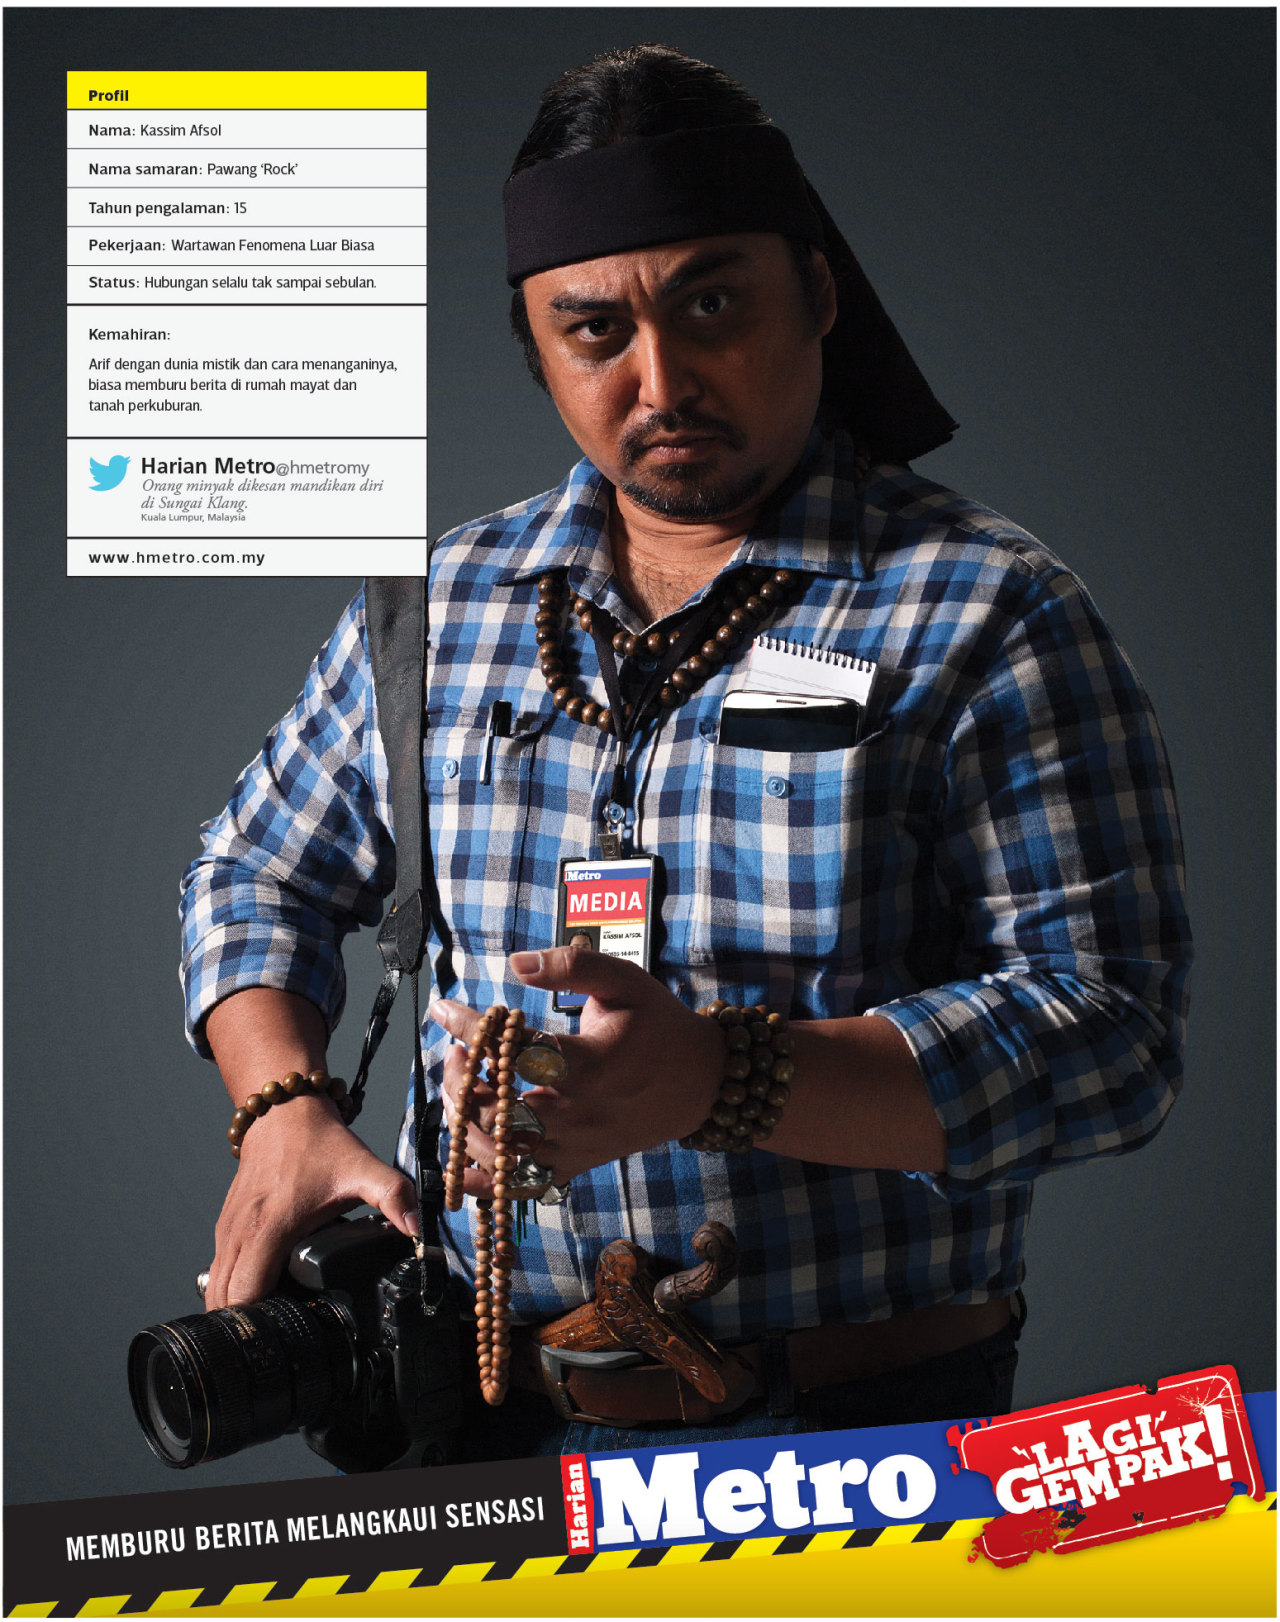 Profil
Nama: Kassim Afsol
Nama samaran: Pawang ‘Rock’
Tahun pengalaman: 15
Pekerjaan: Wartawan Fenomena Luar Biasa
Status: Hubungan selalu tak sampai sebulan.
Kemahiran:
Arif dengan dunia mistik dan cara menanganinya,
biasa memburu berita di rumah mayat dan
tanah perkuburan.
Harian Metro@hmetromy
Orang minyak dikesan mandikan diri
di Sungai Klang.
Kuala Lumpur, Malaysia
www.hmetro.com.my
Metro
MEDIA
KASSIM AFSOL
MEMBURU BERITA MELANGKAUI SENSASI
Harian Metro
LAGI
GEMPAK!